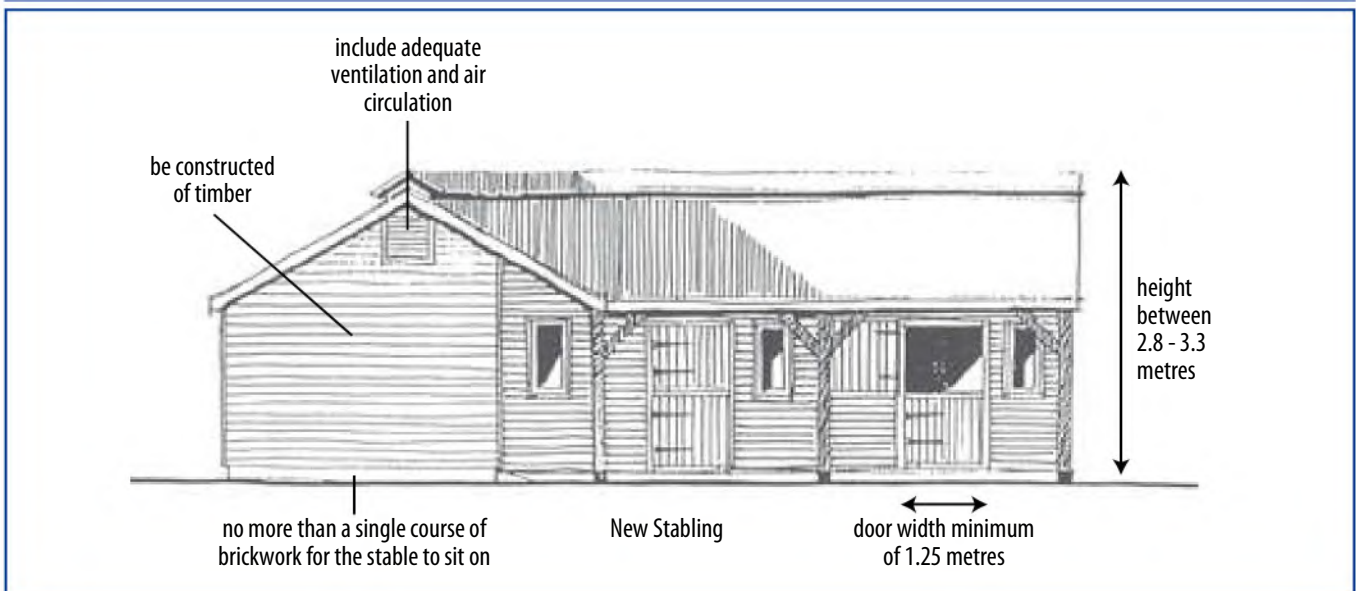 include adequate
ventilation and air
circulation
be constructed
of timber
height
between
2.8 - 3.3
metres
no more than a single course of
brickwork for the stable to sit on
New Stabling
door width minimum
of 1.25 metres